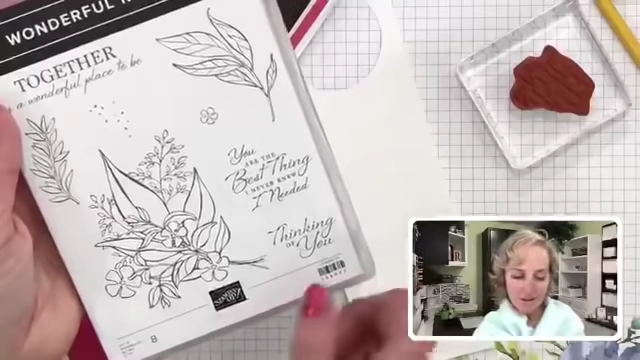 WONDERFUL
TOGETHER
a wonderful place to be
You
ARE THE
Best Thing
I NEVER KNEW
I Needed
Thinking
OF You
STAMPIN' UP!
8